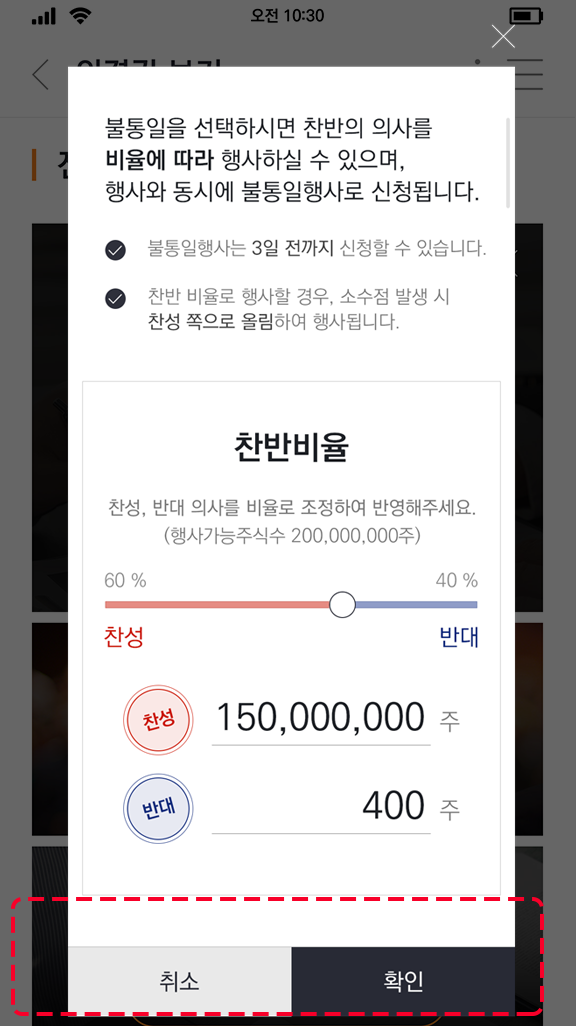 오전 10:30
불통일을 선택하시면 찬반의 의사를
비율에 따라 행사하실 수 있으며,
행사와 동시에 불통일행사로 신청됩니다.
불통일행사는 3일 전까지 신청할 수 있습니다.
찬반 비율로 행사할 경우, 소수점 발생 시
찬성 쪽으로 올림하여 행사됩니다.
찬반비율
찬성, 반대 의사를 비율로 조정하여 반영해주세요.
(행사가능주식수 200,000,000주)
60 % 40 %
찬성 반대
찬성 150,000,000 주
반대 400 주
취소 확인